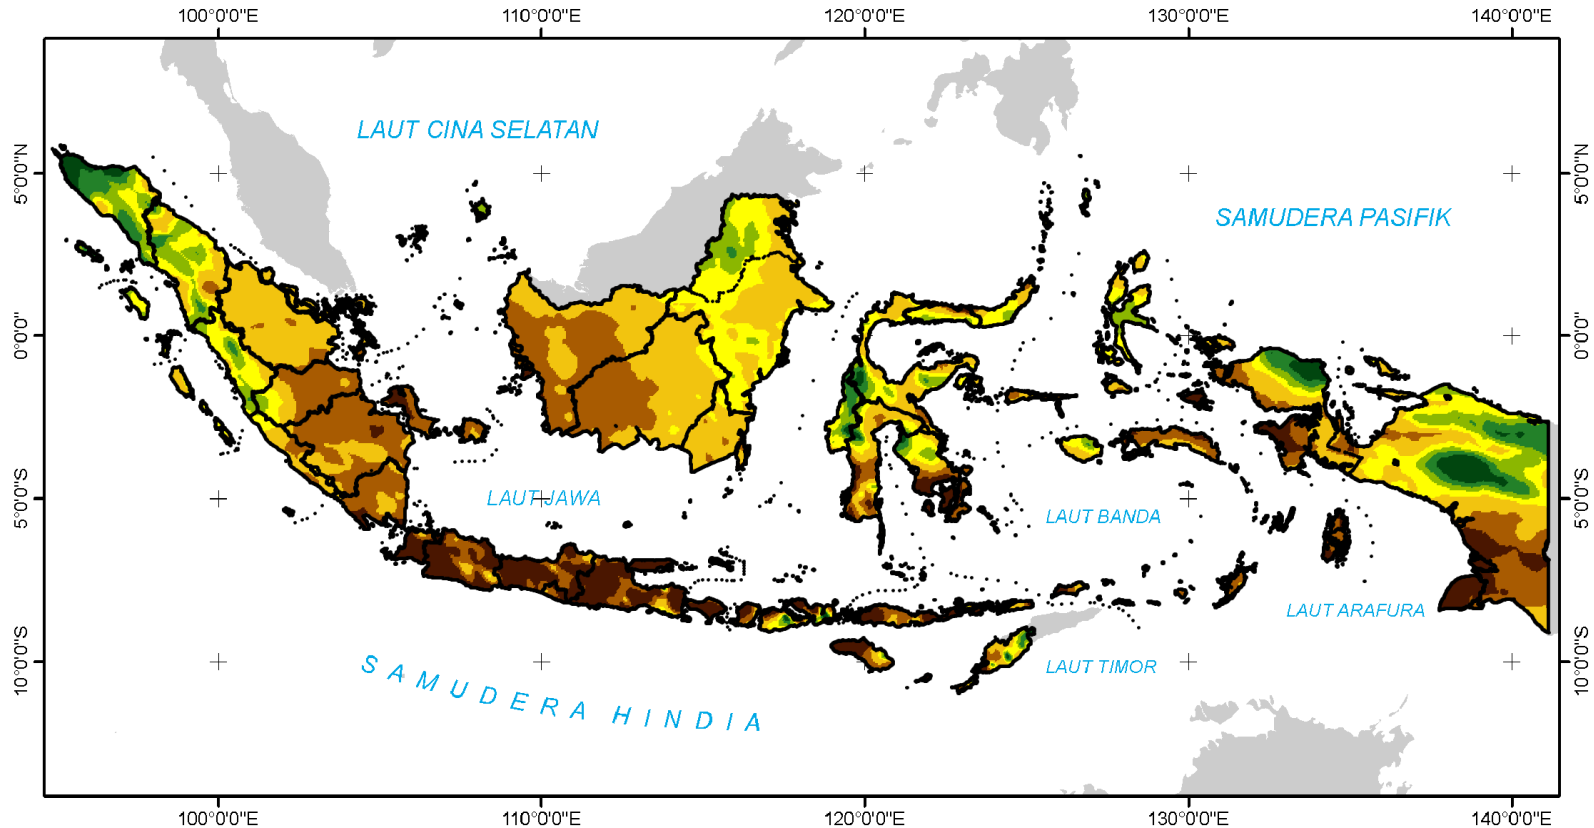 100°0'0"E 110°0'0"E 120°0'0"E 130°0'0"E 140°0'0"E
LAUT CINA SELATAN
5°0'0"N 5°0'0"N
SAMUDERA PASIFIK
0°0'0" 0°0'0"
LAUT JAWA
5°0'0"S 5°0'0"S
LAUT BANDA
LAUT ARAFURA
10°0'0"S 10°0'0"S
LAUT TIMOR
SAMUDERA HINDIA
100°0'0"E 110°0'0"E 120°0'0"E 130°0'0"E 140°0'0"E